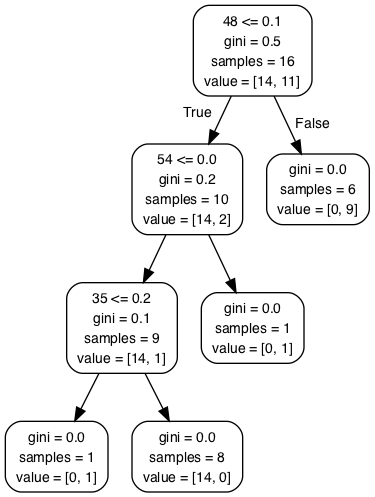 48 <= 0.1
gini = 0.5
samples = 16
value = [14, 11]
True
False
54 <= 0.0
gini = 0.2
samples = 10
value = [14, 2]
gini = 0.0
samples = 6
value = [0, 9]
35 <= 0.2
gini = 0.1
samples = 9
value = [14, 1]
gini = 0.0
samples = 1
value = [0, 1]
gini = 0.0
samples = 1
value = [0, 1]
gini = 0.0
samples = 8
value = [14, 0]